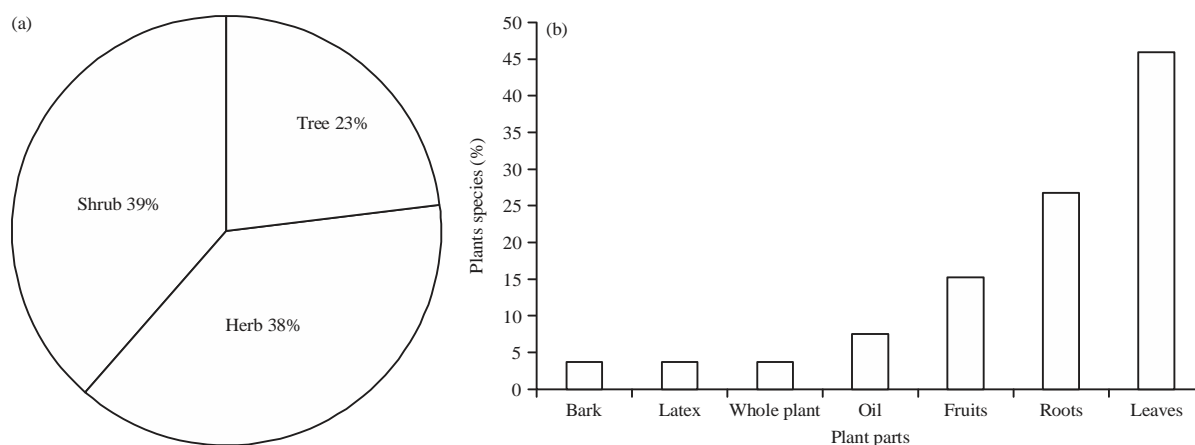 (a)
Tree 23%
Shrub 39%
Herb 38%
(b)
Plants species (%)
50
45
40
35
30
25
20
15
10
5
0
Bark Latex Whole plant Oil Fruits Roots Leaves
Plant parts